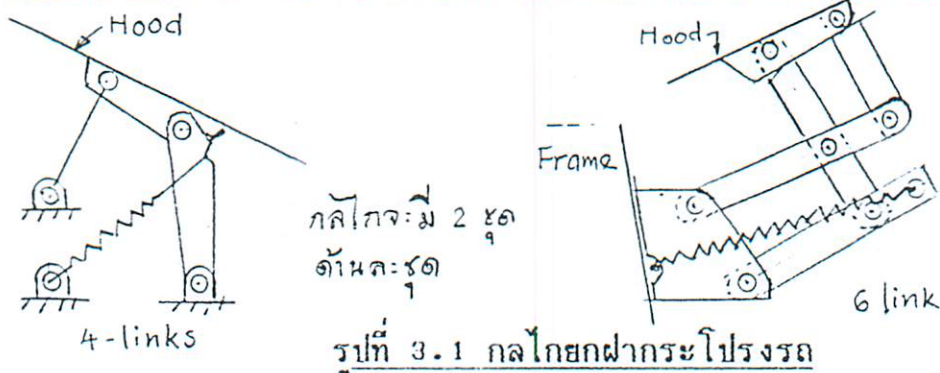 Hood
Hood
Frame
กลไกจะมี 2 ชุด
ด้านละชุด
4-links
6 link
รูปที่ 3.1 กลไกยกฝากระโปรงรถ